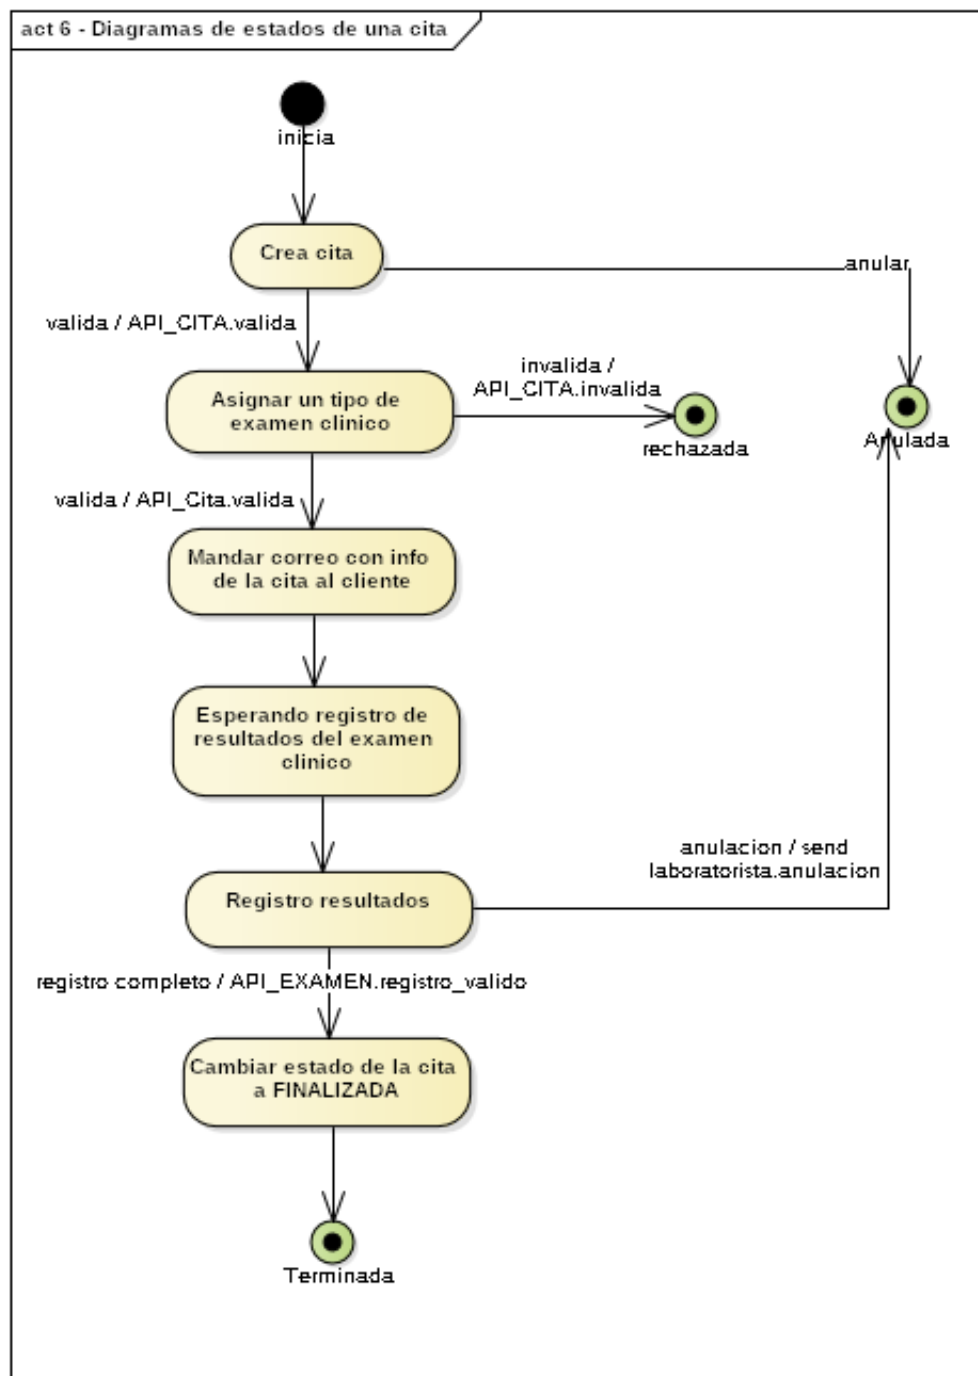 act 6 - Diagramas de estados de una cita
inicia
Crea cita
anular
valida / API_CITA.valida
invalida /
API_CITA.invalida
Asignar un tipo de
examen clinico
rechazada
Anulada
valida / API_Cita.valida
Mandar correo con info
de la cita al cliente
Esperando registro de
resultados del examen
clinico
anulacion / send
laboratorista.anulacion
Registro resultados
registro completo / API_EXAMEN.registro_valido
Cambiar estado de la cita
a FINALIZADA
Terminada